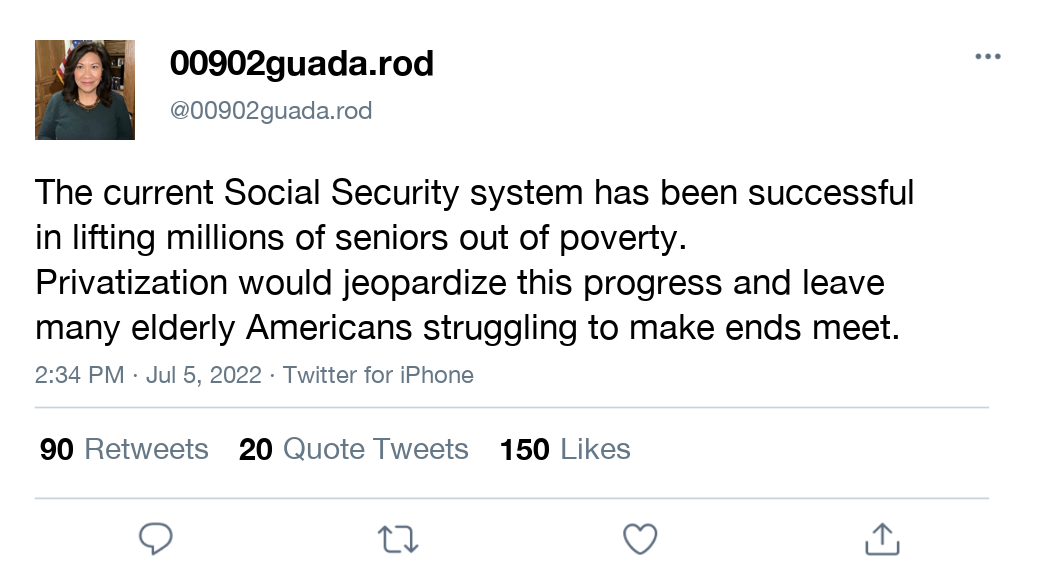 00902guada.rod
@00902guada.rod
The current Social Security system has been successful
in lifting millions of seniors out of poverty.
Privatization would jeopardize this progress and leave
many elderly Americans struggling to make ends meet.
2:34 PM · Jul 5, 2022 · Twitter for iPhone
90 Retweets 20 Quote Tweets 150 Likes